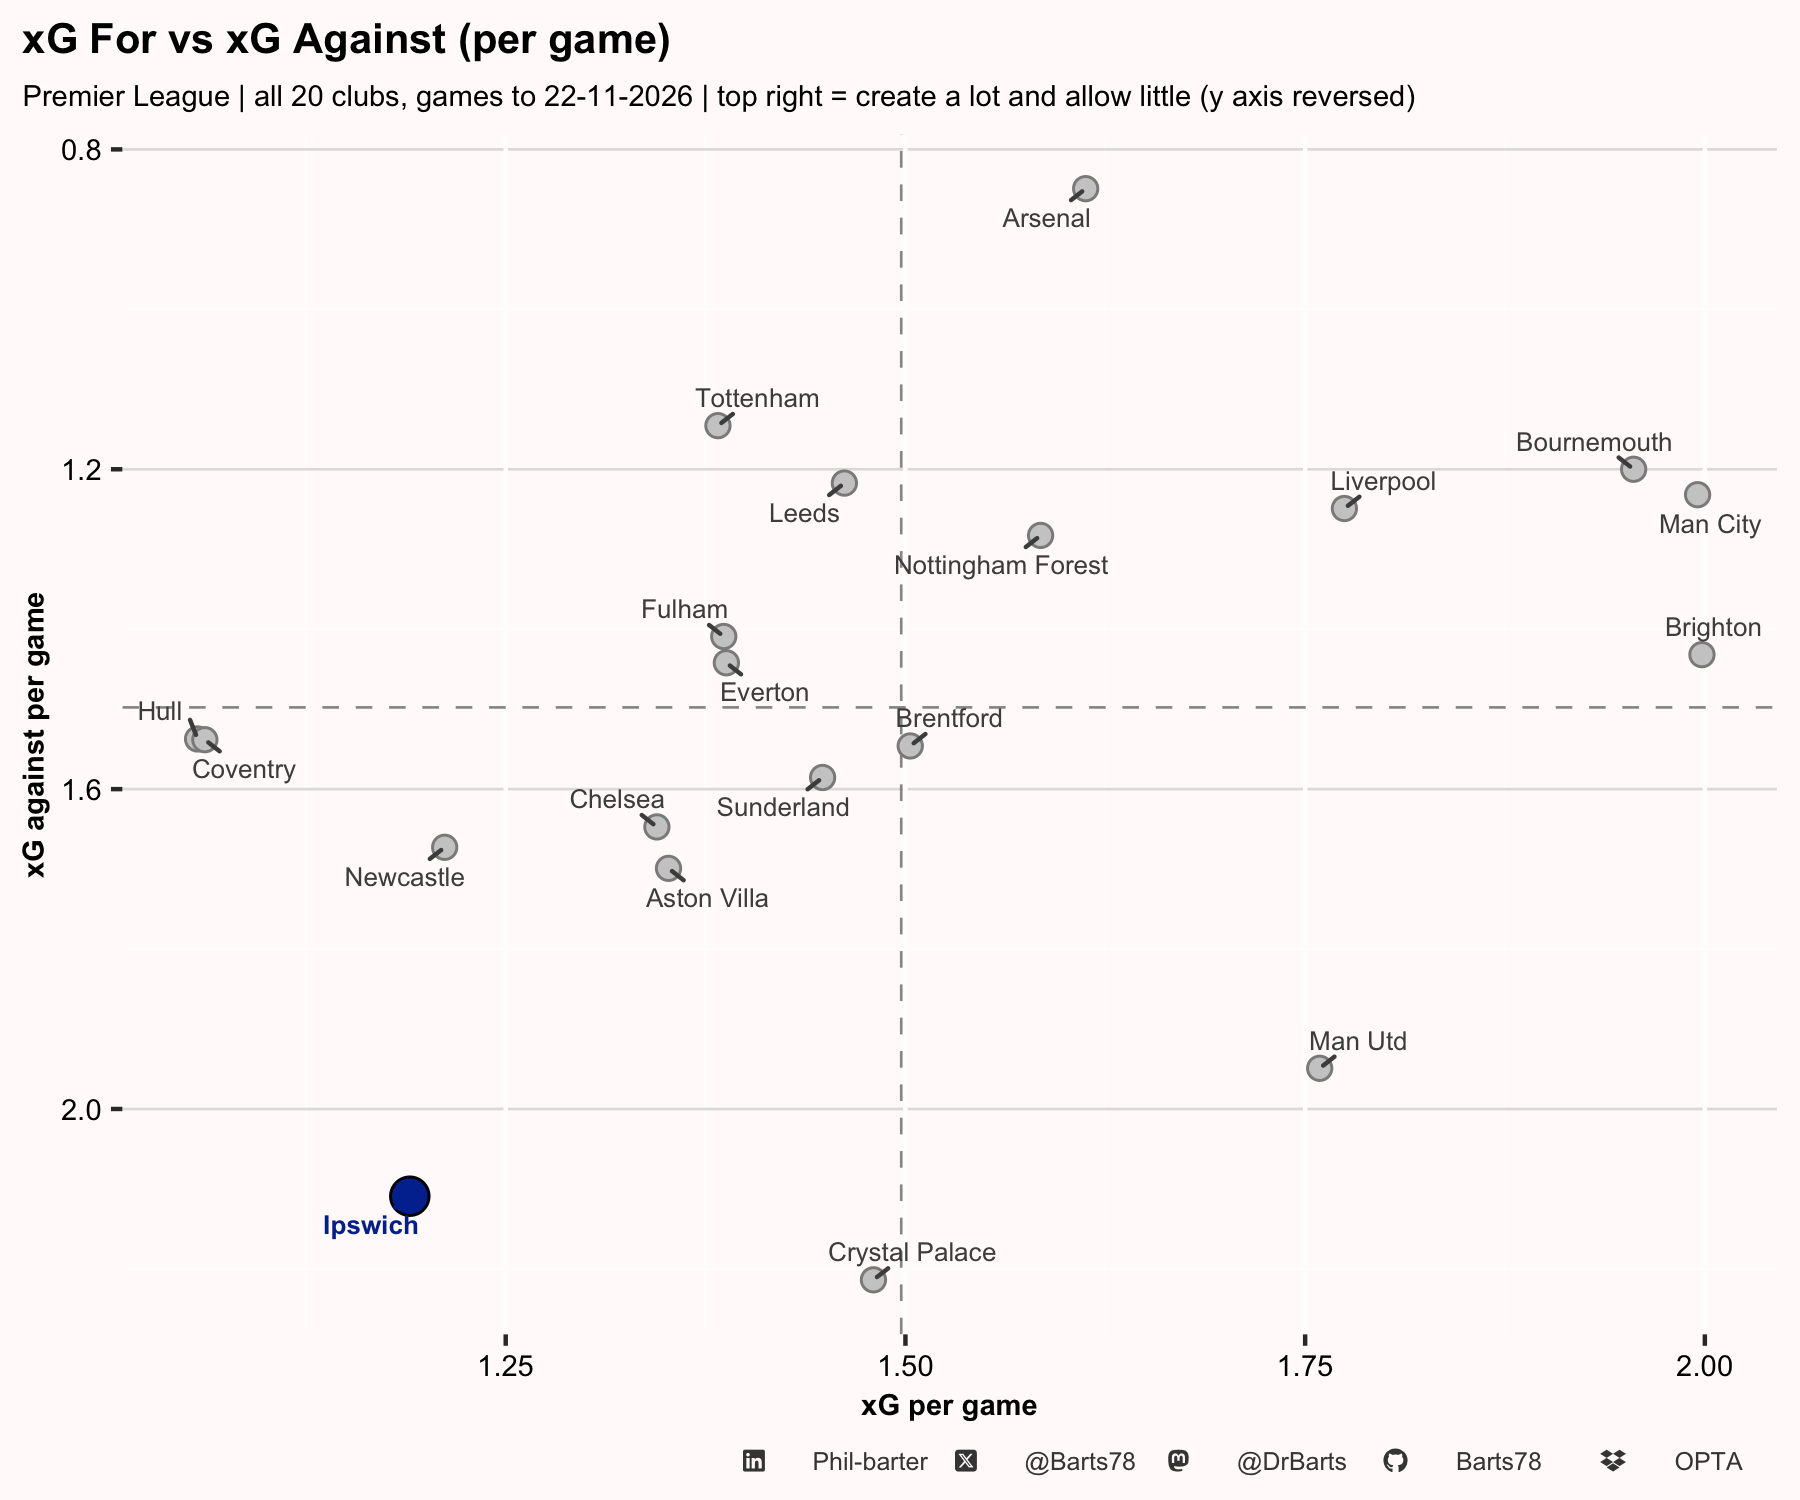 xG For vs xG Against (per game)
Premier League | all 20 clubs, games to 22-11-2026 | top right = create a lot and allow little (y axis reversed)
0.8
Arsenal
Tottenham
Bournemouth
1.2
Liverpool
Leeds
Man City
Nottingham Forest
Fulham
Brighton
xG against per game
Everton
Hull
Brentford
Coventry
1.6
Chelsea
Sunderland
Newcastle
Aston Villa
Man Utd
2.0
Ipswich
Crystal Palace
1.25
1.50
1.75
2.00
xG per game
Phil-barter @Barts78 @DrBarts Barts78 OPTA